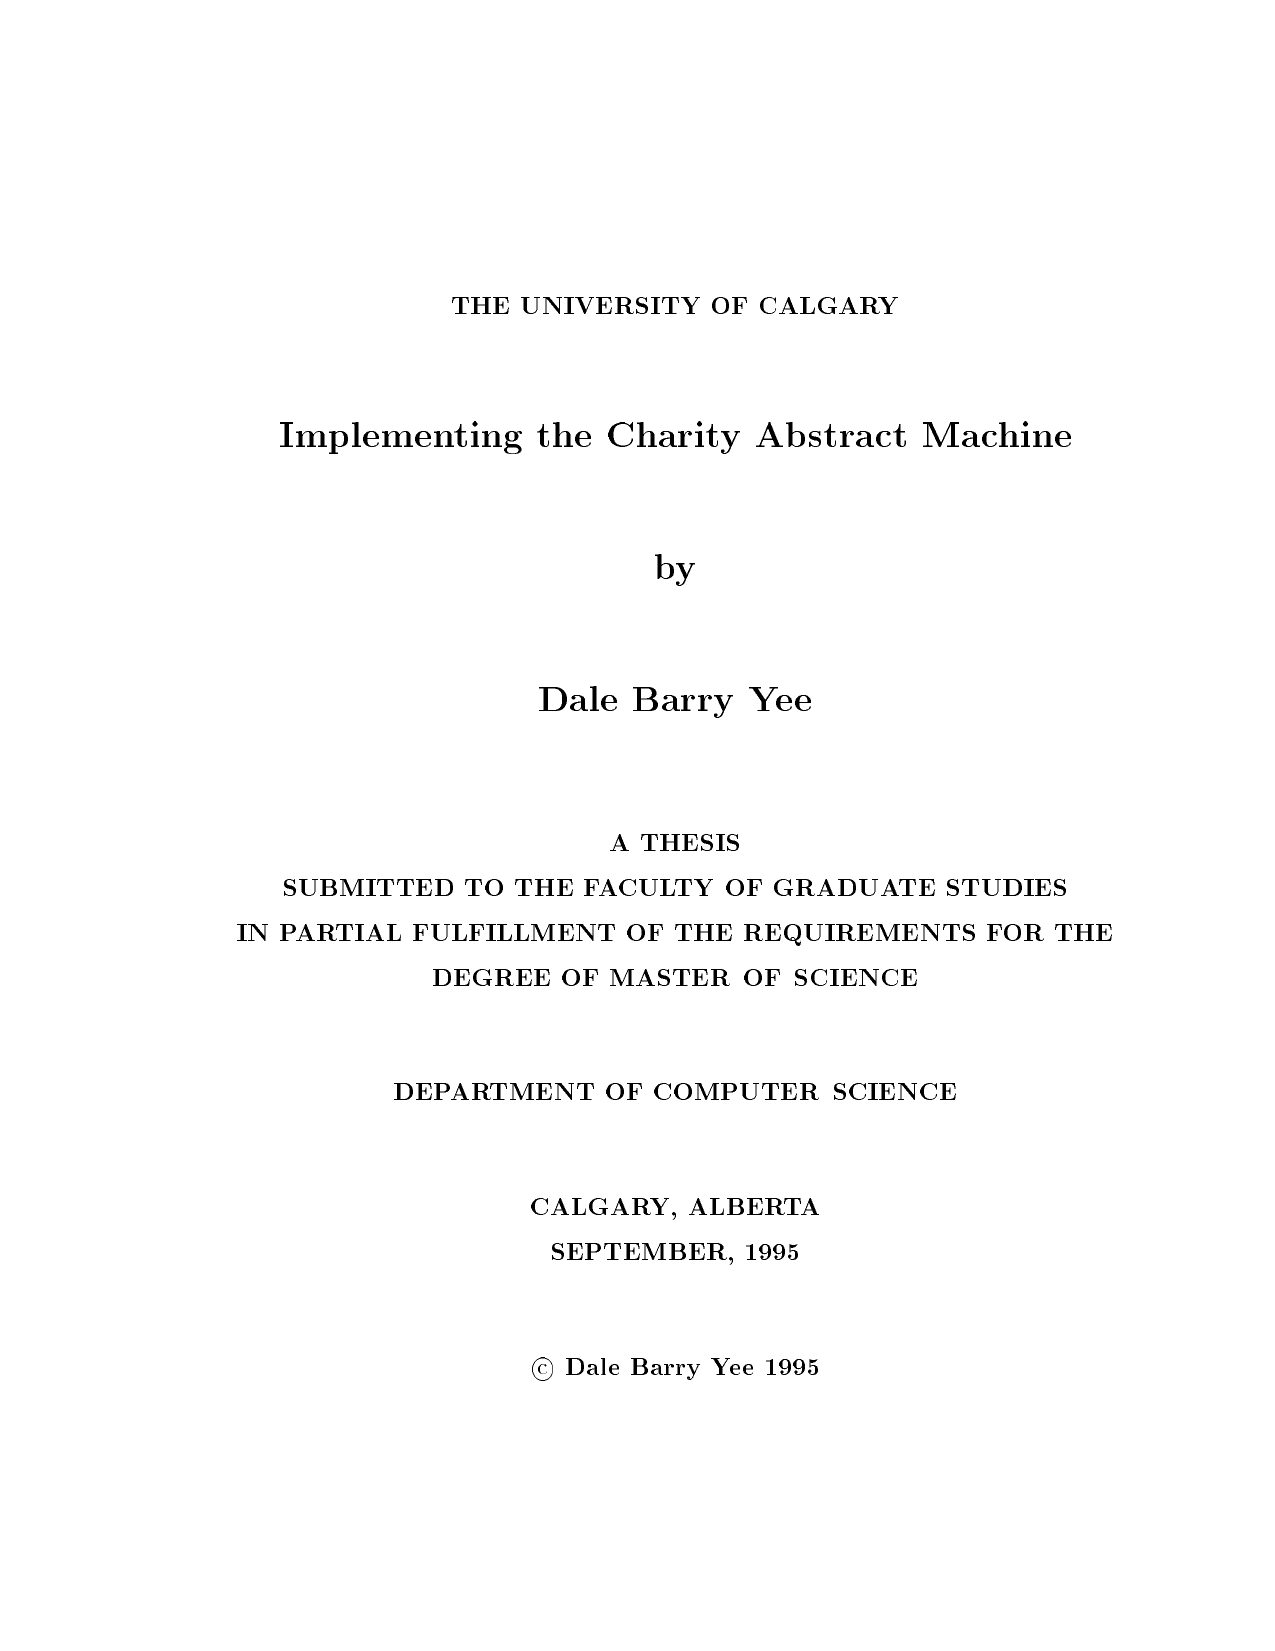 THE UNIVERSITY OF CALGARY
Implementing the Charity Abstract Machine
by
Dale Barry Yee
A THESIS
SUBMITTED TO THE FACULTY OF GRADUATE STUDIES
IN PARTIAL FULFILLMENT OF THE REQUIREMENTS FOR THE
DEGREE OF MASTER OF SCIENCE
DEPARTMENT OF COMPUTER SCIENCE
CALGARY, ALBERTA
SEPTEMBER, 1995
© Dale Barry Yee 1995